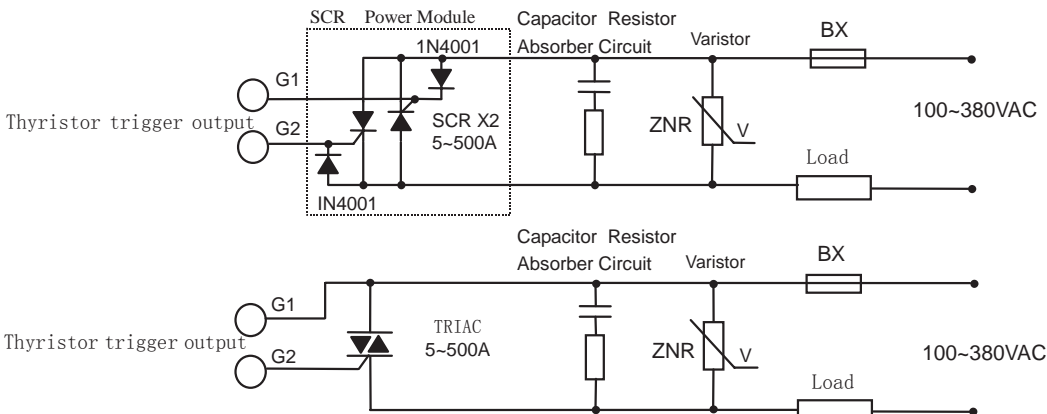 SCR Power Module
Capacitor Resistor
Absorber Circuit
Varistor
BX
1N4001
G1
Thyristor trigger output
G2
SCR X2
5~500A
ZNR
V
100~380VAC
Load
IN4001
Capacitor Resistor
Absorber Circuit
Varistor
BX
G1
Thyristor trigger output
G2
TRIAC
5~500A
ZNR
V
100~380VAC
Load